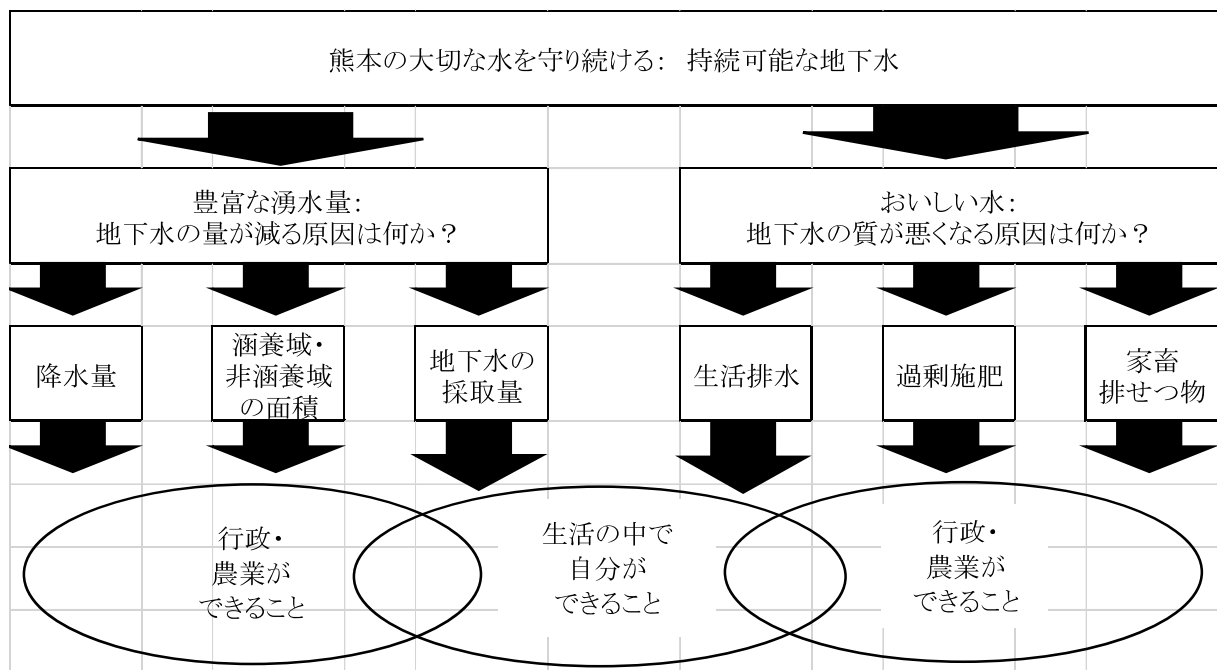 熊本の大切な水を守り続ける： 持続可能な地下水
豊富な湧水量：
地下水の量が減る原因は何か？
おいしい水：
地下水の質が悪くなる原因は何か？
降水量
涵養域・
非涵養域
の面積
地下水の
採取量
生活排水
過剰施肥
家畜
排せつ物
行政・
農業が
できること
生活の中で
自分が
できること
行政・
農業が
できること